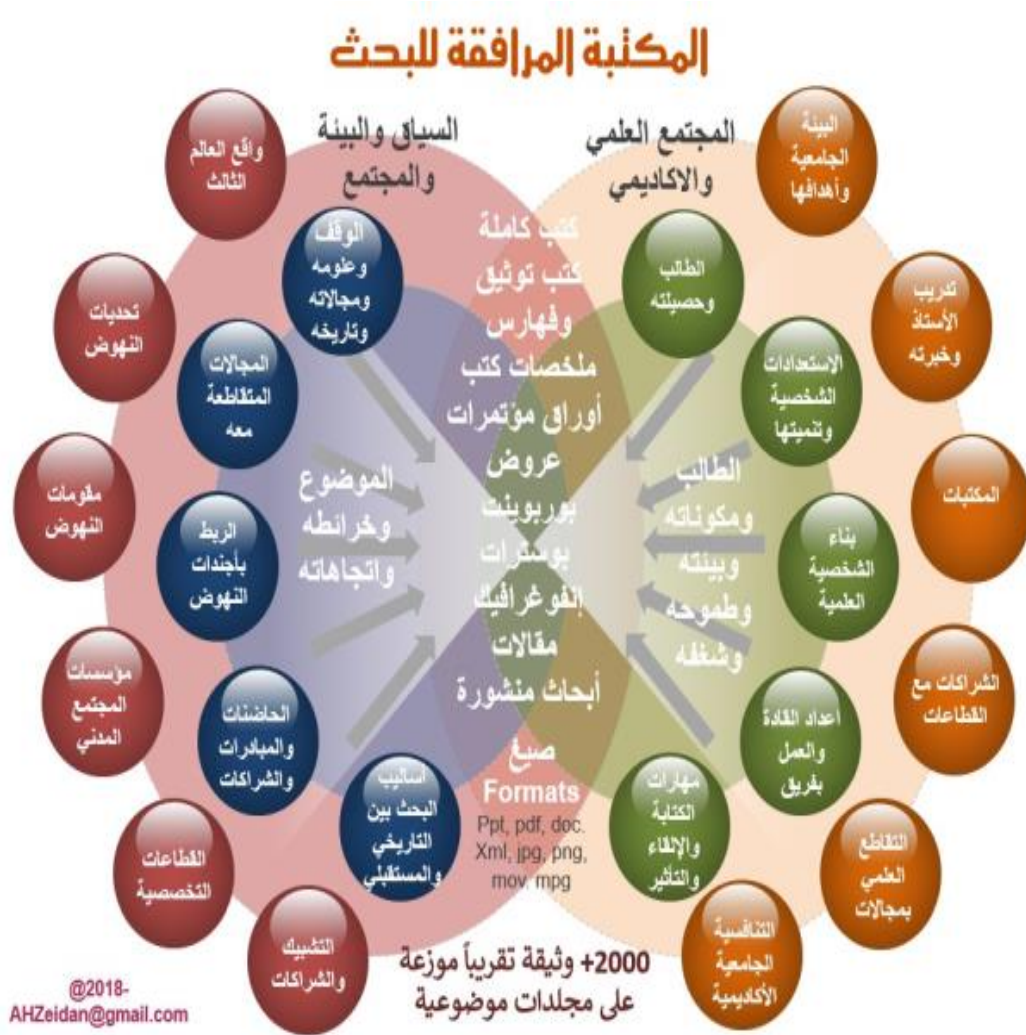 المكتبة المرافقة للبحث
المجتمع العلمي
والاكاديمي
السياق والبيئة
والمجتمع
البيئة
الجامعية
وأهدافها
تدريب
الأستاذ
وخبرته
المكتبات
الشراكات مع
القطاعات
التقاطع
العلمي
بمجالات
التنافسية
الجامعية
الأكاديمية
الطالب
وحصيلته
الاستعدادات
الشخصية
وتنميتها
بناء
الشخصية
العلمية
اعداد القادة
والعمل
بفريق
مهارات
الكتابة
والإلقاء
والتأثير
الطالب
ومكوناته
وبيئته
وطموحه
وشغفه
كتب كاملة
كتب توثيق
وفهارس
ملخصات كتب
أوراق مؤتمرات
عروض
بوربوينت
بوسترات
إنفوغرافيك
مقالات
أبحاث منشورة
صيغ
Formats
Ppt, pdf, doc.
Xml, jpg, png,
mov, mpg
الموضوع
وخرائطه
واتجاهاته
الوقف
وعلومه
ومجالاته
وتاريخه
المجالات
المتقاطعة
معه
الربط
بأجندات
النهوض
الحاضنات
والمبادرات
والشراكات
أساليب
البحث بين
التاريخي
والمستقبلي
واقع العالم
الثالث
تحديات
النهوض
مقومات
النهوض
مؤسسات
المجتمع
المدني
القطاعات
التخصصية
التشبيك
والشراكات
2000+ وثيقة تقريباً موزعة
على مجلدات موضوعية
@2018-
AHZeidan@gmail.com